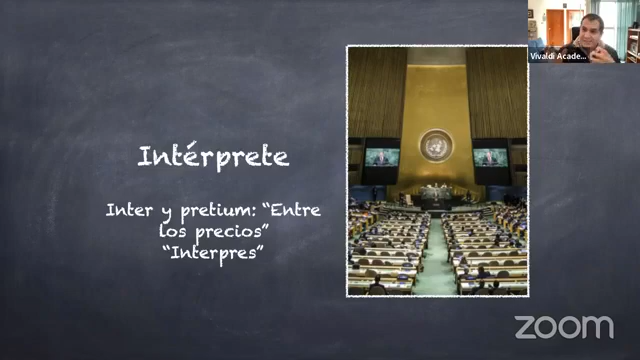 Vivaldi Acade...
Intérprete
Inter y pretium: “Entre
los precios”
“Interpres”
zoom